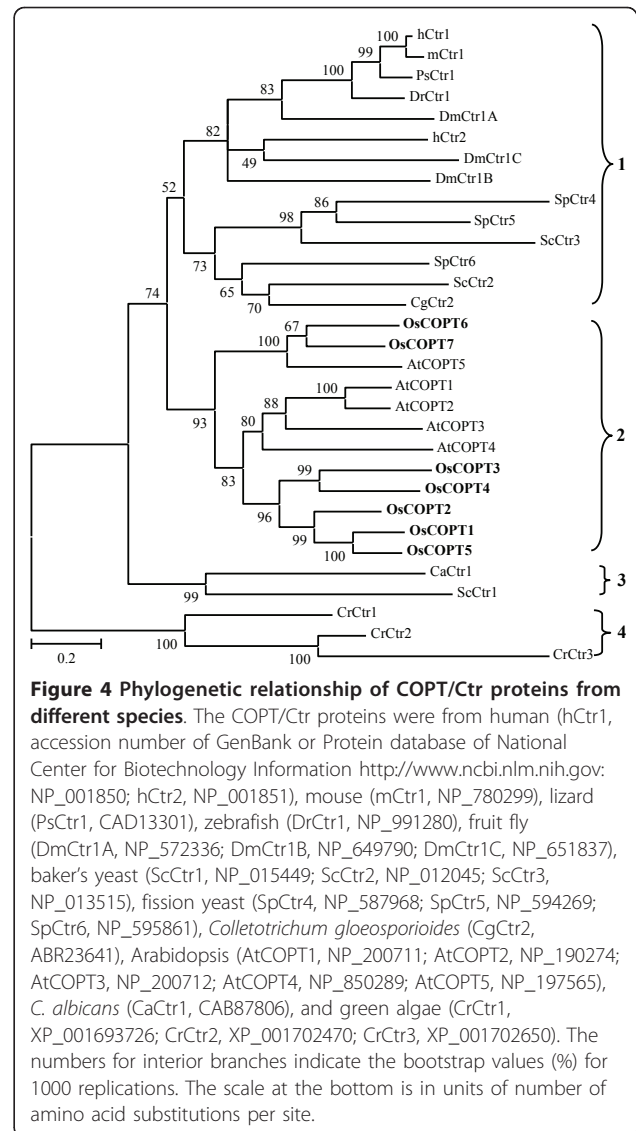 100
hCtr1
99
mCtr1
100
PsCtr1
83
DrCtr1
DmCtr1A
82
hCtr2
49
DmCtr1C
DmCtr1B
52
86
SpCtr4
98
SpCtr5
ScCtr3
73
SpCtr6
65
ScCtr2
70
CgCtr2
1
74
67
OsCOPT6
100
OsCOPT7
AtCOPT5
100
AtCOPT1
88
AtCOPT2
80
AtCOPT3
93
AtCOPT4
83
99
OsCOPT3
OsCOPT4
96
OsCOPT2
99
OsCOPT1
100
OsCOPT5
2
CaCtr1
99
ScCtr1
3
CrCtr1
100
CrCtr2
100
CrCtr3
4
0.2
Figure 4 Phylogenetic relationship of COPT/Ctr proteins from
different species. The COPT/Ctr proteins were from human (hCtr1,
accession number of GenBank or Protein database of National
Center for Biotechnology Information http://www.ncbi.nlm.nih.gov:
NP_001850; hCtr2, NP_001851), mouse (mCtr1, NP_780299), lizard
(PsCtr1, CAD13301), zebrafish (DrCtr1, NP_991280), fruit fly
(DmCtr1A, NP_572336; DmCtr1B, NP_649790; DmCtr1C, NP_651837),
baker's yeast (ScCtr1, NP_015449; ScCtr2, NP_012045; ScCtr3,
NP_013515), fission yeast (SpCtr4, NP_587968; SpCtr5, NP_594269;
SpCtr6, NP_595861), Colletotrichum gloeosporioides (CgCtr2,
ABR23641), Arabidopsis (AtCOPT1, NP_200711; AtCOPT2, NP_190274;
AtCOPT3, NP_200712; AtCOPT4, NP_850289; AtCOPT5, NP_197565),
C. albicans (CaCtr1, CAB87806), and green algae (CrCtr1,
XP_001693726; CrCtr2, XP_001702470; CrCtr3, XP_001702650). The
numbers for interior branches indicate the bootstrap values (%) for
1000 replications. The scale at the bottom is in units of number of
amino acid substitutions per site.